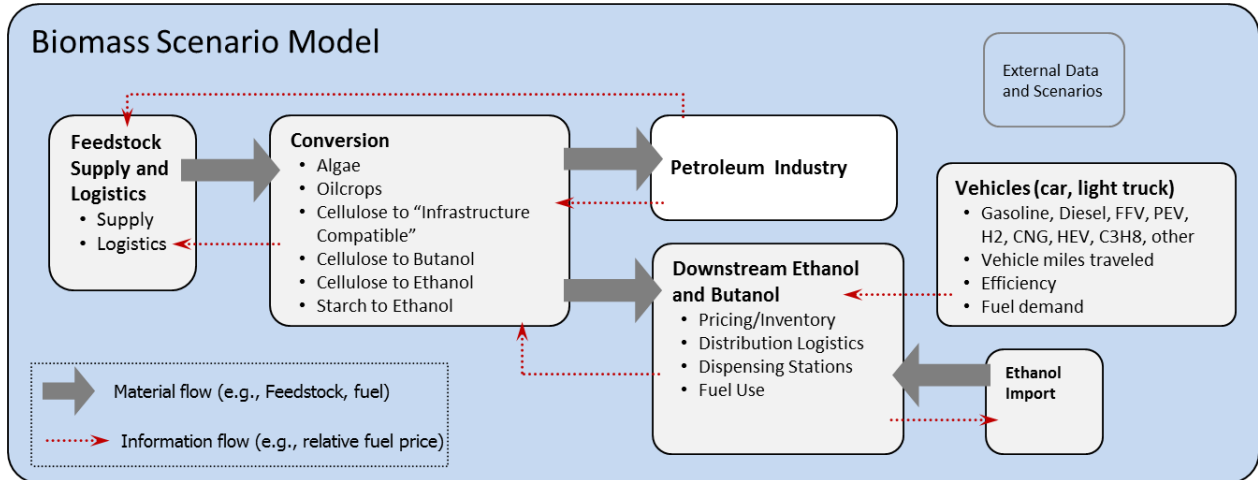 Biomass Scenario Model
External Data
and Scenarios
Feedstock
Supply and
Logistics
• Supply
• Logistics
Conversion
• Algae
• Oilcrops
• Cellulose to “Infrastructure
Compatible”
• Cellulose to Butanol
• Cellulose to Ethanol
• Starch to Ethanol
Petroleum Industry
Downstream Ethanol
and Butanol
• Pricing/Inventory
• Distribution Logistics
• Dispensing Stations
• Fuel Use
Vehicles (car, light truck)
• Gasoline, Diesel, FFV, PEV,
H2, CNG, HEV, C3H8, other
• Vehicle miles traveled
• Efficiency
• Fuel demand
Ethanol
Import
Material flow (e.g., Feedstock, fuel)
Information flow (e.g., relative fuel price)